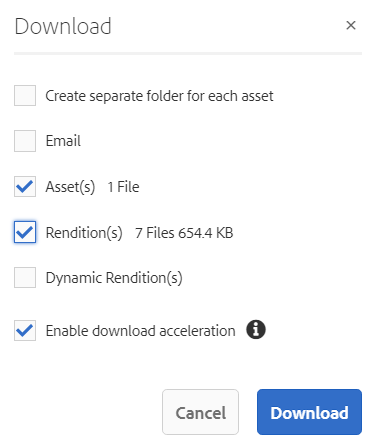 Download
Create separate folder for each asset
Email
Asset(s) 1 File
Rendition(s) 7 Files 654.4 KB
Dynamic Rendition(s)
Enable download acceleration
Cancel Download